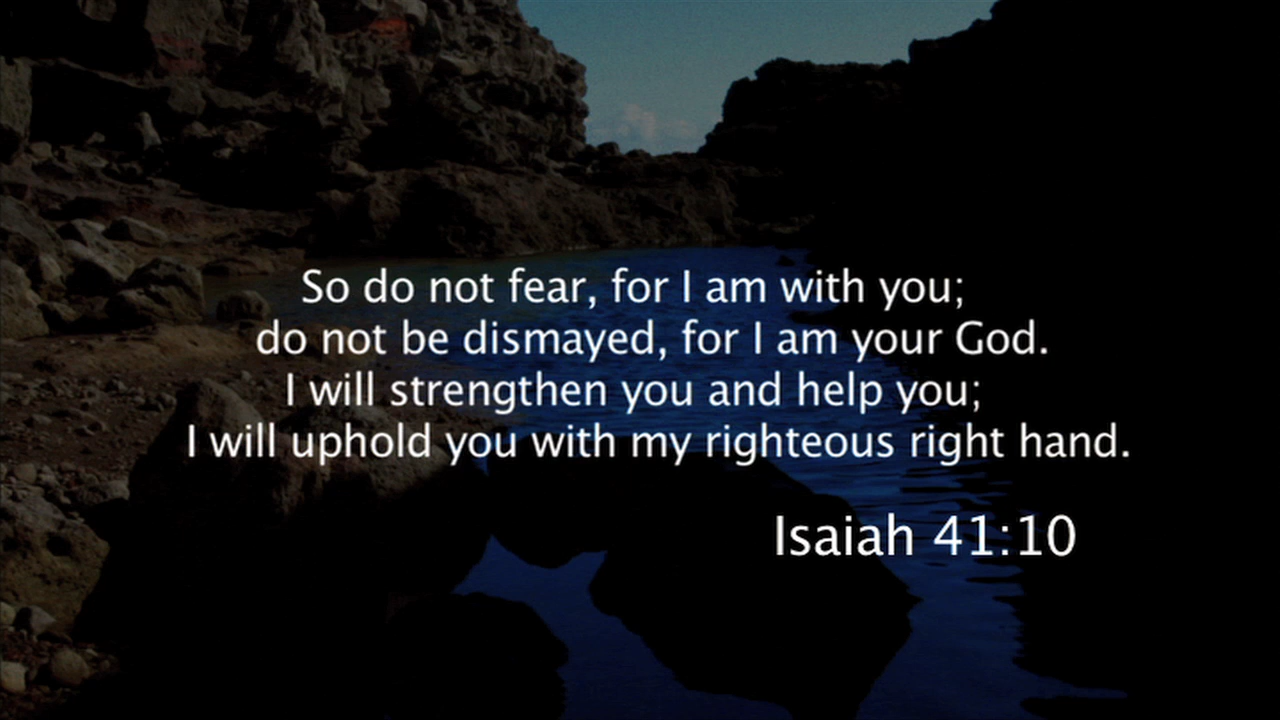 So do not fear, for I am with you;
do not be dismayed, for I am your God.
I will strengthen you and help you;
I will uphold you with my righteous right hand.
Isaiah 41:10